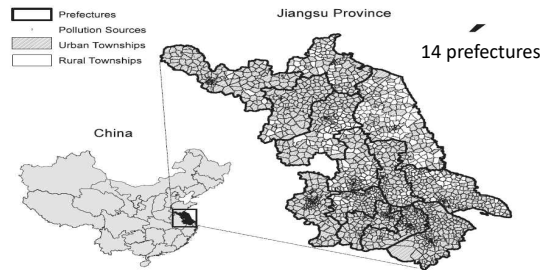 Prefectures
Pollution Sources
Urban Townships
Rural Townships
Jiangsu Province
14 prefectures
China